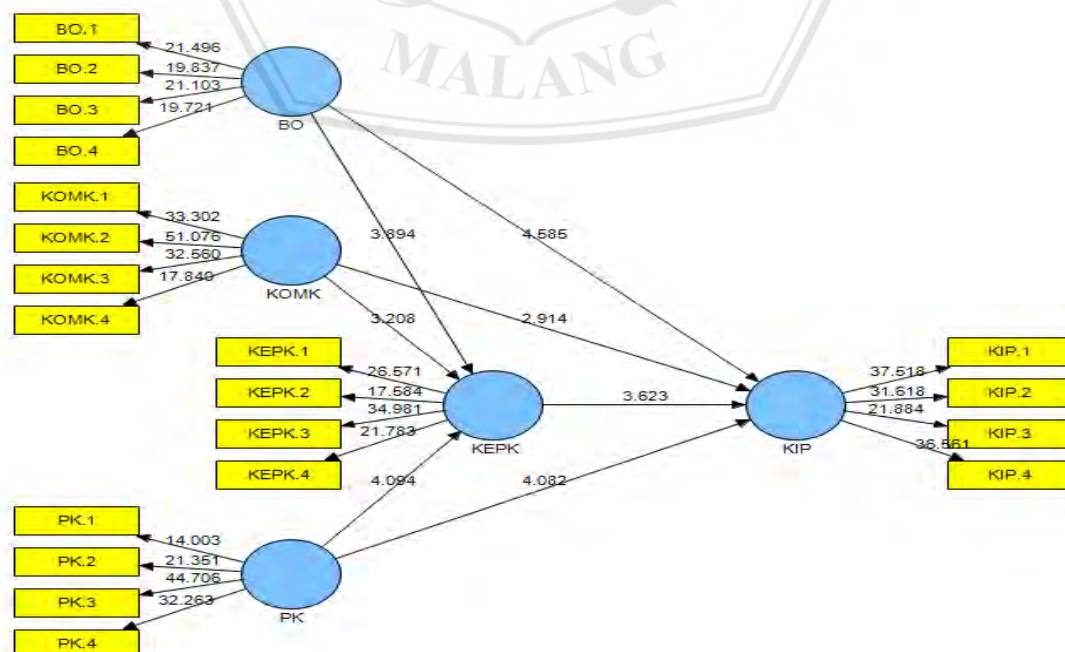 MALANG
BO.1
21.496
BO.2
19.837
BO.3
21.103
BO.4
19.721
BO
KOMK.1
33.302
KOMK.2
51.076
KOMK.3
32.560
KOMK.4
17.840
KOMK
3.894
4.585
3.208
2.914
KEPK.1
26.571
KEPK.2
17.584
KEPK.3
34.981
KEPK.4
21.783
KEPK
3.623
KIP
KIP.1
37.518
KIP.2
31.618
KIP.3
21.884
KIP.4
36.561
4.094
4.082
PK.1
14.003
PK.2
21.351
PK.3
44.706
PK.4
32.263
PK